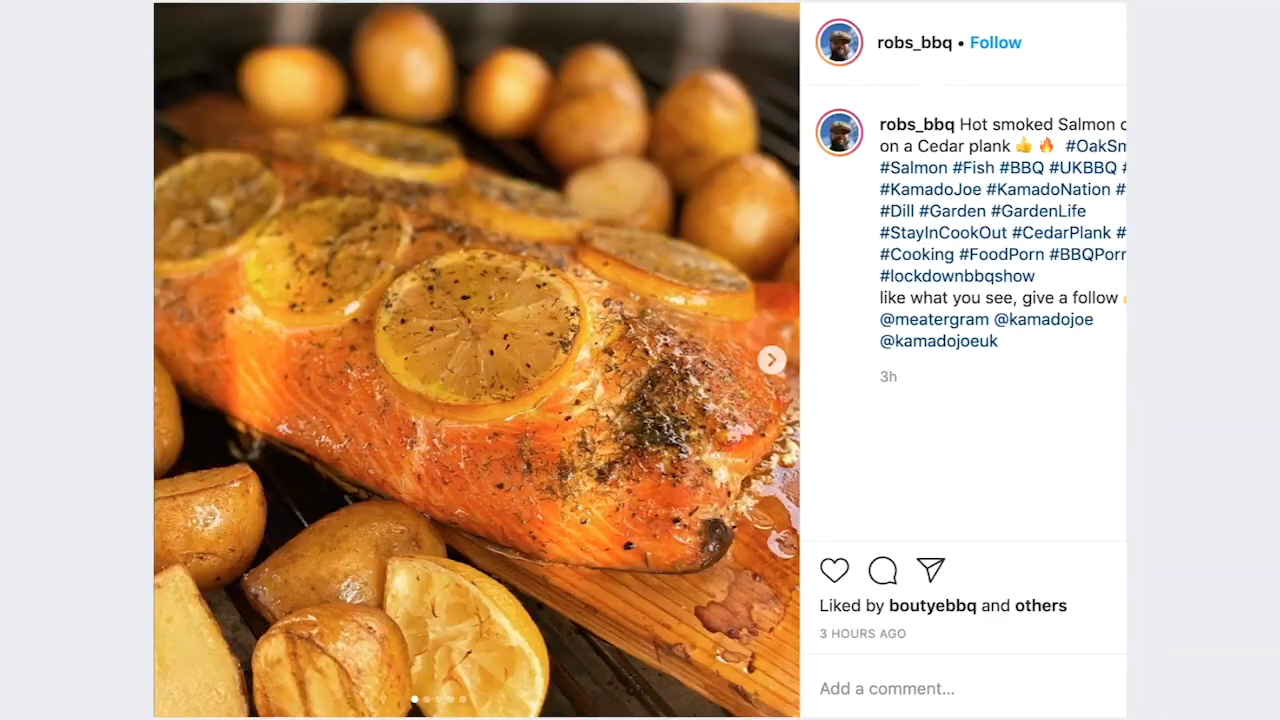 robs_bbq • Follow
robs_bbq Hot smoked Salmon
on a Cedar plank 👍 🔥 #OakSm
#Salmon #Fish #BBQ #UKBBQ #
#KamadoJoe #KamadoNation #
#Dill #Garden #GardenLife
#StayInCookOut #CedarPlank #
#Cooking #FoodPorn #BBQPorn
#lockdownbbqshow
like what you see, give a follow
@meatergram @kamadojoe
@kamadojoeuk
3h
Liked by boutyebbq and others
3 HOURS AGO
Add a comment...